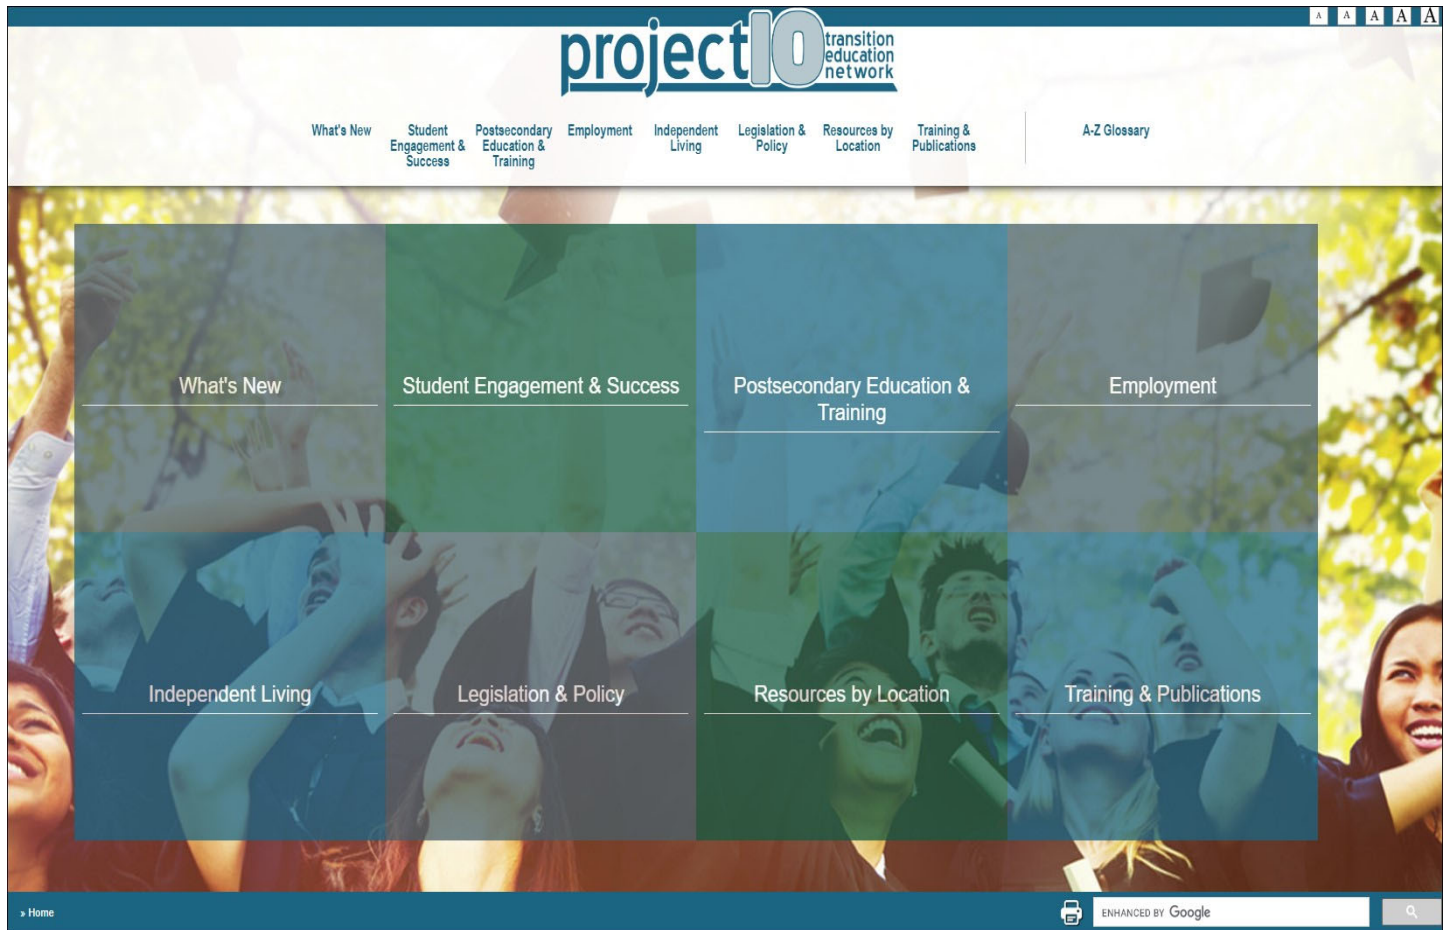 A A A A A
project10 transition
education
network
What's New
Student
Engagement &
Success
Postsecondary
Education &
Training
Employment
Independent
Living
Legislation &
Policy
Resources by
Location
Training &
Publications
A-Z Glossary
What's New
Student Engagement & Success
Postsecondary Education &
Training
Employment
Independent Living
Legislation & Policy
Resources by Location
Training & Publications
» Home
ENHANCED BY Google